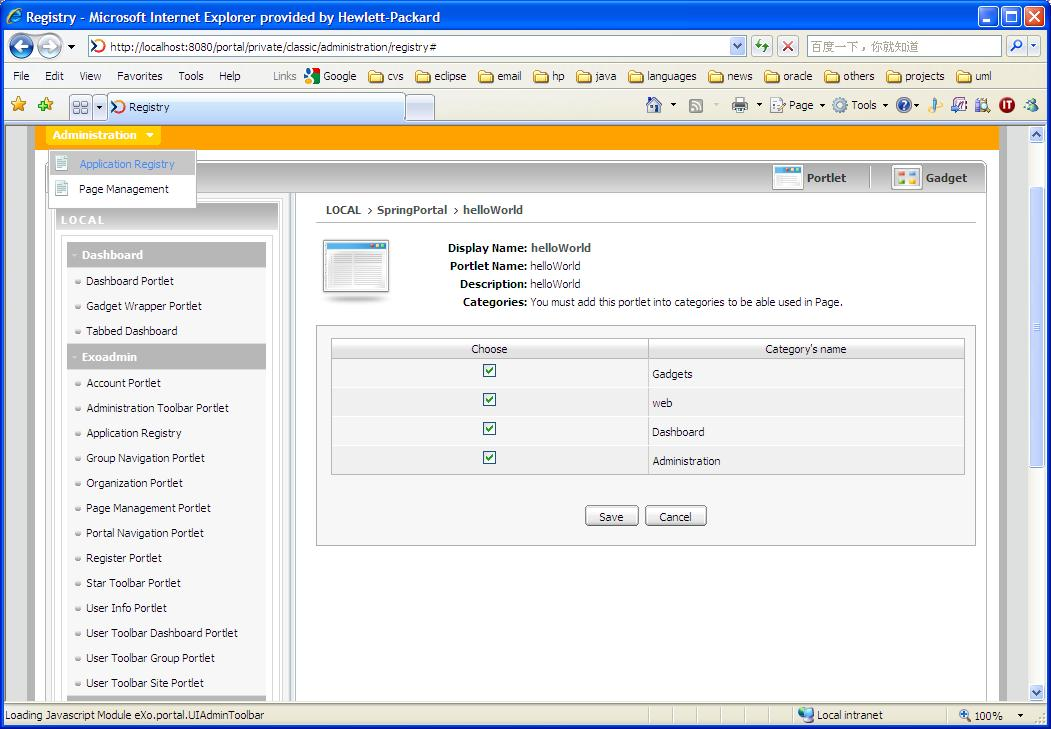 Registry - Microsoft Internet Explorer provided by Hewlett-Packard
http://localhost:8080/portal/private/classic/administration/registry#
百度一下，你就知道
File Edit View Favorites Tools Help Links Google cvs eclipse email hp java languages news oracle others projects uml
Registry Page Tools
Administration
Application Registry
Page Management
Portlet Gadget
LOCAL
Dashboard
Dashboard Portlet
Gadget Wrapper Portlet
Tabbed Dashboard
Exoadmin
Account Portlet
Administration Toolbar Portlet
Application Registry
Group Navigation Portlet
Organization Portlet
Page Management Portlet
Portal Navigation Portlet
Register Portlet
Star Toolbar Portlet
User Info Portlet
User Toolbar Dashboard Portlet
User Toolbar Group Portlet
User Toolbar Site Portlet
LOCAL > SpringPortal > helloWorld
Display Name: helloWorld
Portlet Name: helloWorld
Description: helloWorld
Categories: You must add this portlet into categories to be able used in Page.
Choose Category's name
Gadgets
web
Dashboard
Administration
Save Cancel
Loading Javascript Module eXo.portal.UIAdminToolbar Local intranet 100%